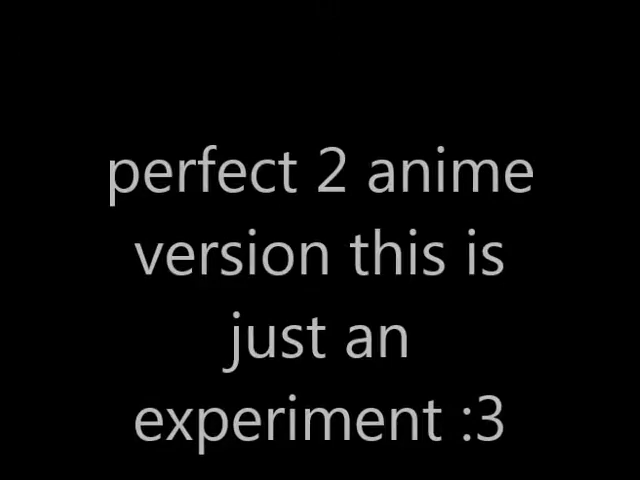 perfect 2 anime
version this is
just an
experiment :3